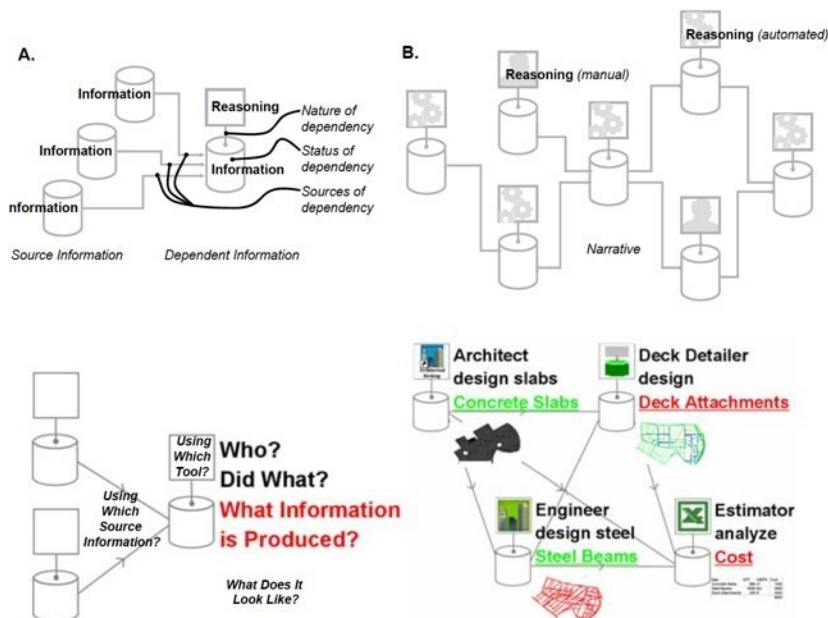 A.
Information
Information
nformation
Reasoning
Information
Nature of
dependency
Status of
dependency
Sources of
dependency
Source Information
Dependent Information
B.
Reasoning (automated)
Reasoning (manual)
Narrative
Using
Which
Source
Information?
Using
Which
Tool?
Who?
Did What?
What Information
is Produced?
What Does It
Look Like?
Architect
design slabs
Concrete Slabs
Deck Detailer
design
Deck Attachments
Engineer
design steel
Steel Beams
Estimator
analyze
Cost